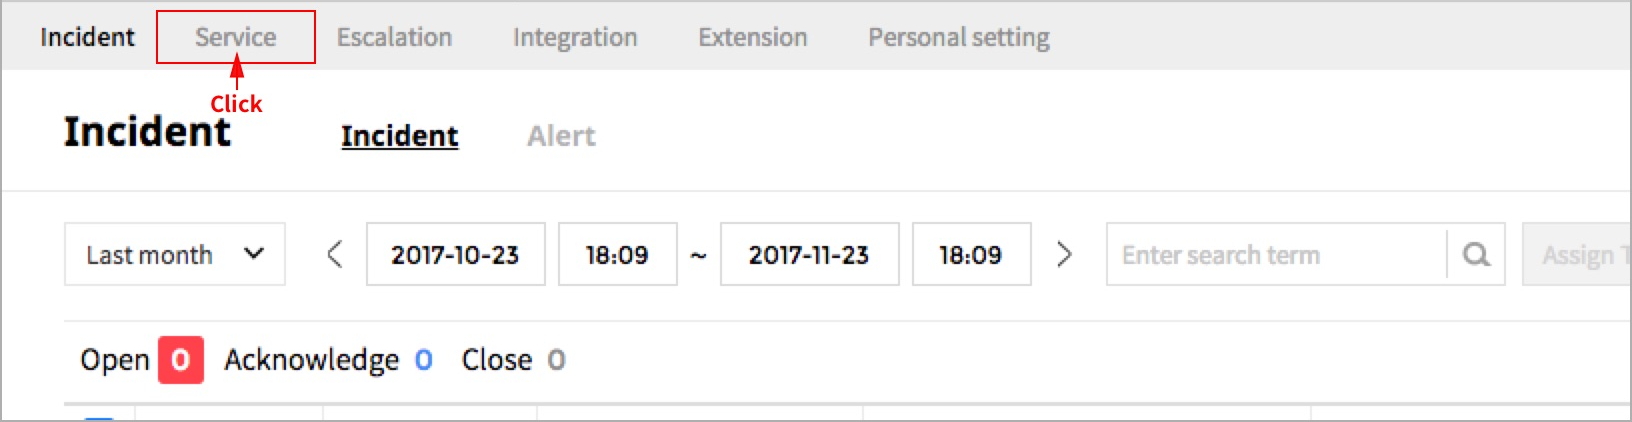 Incident Service Escalation Integration Extension Personal setting
Click
Incident Incident Alert
Last month 2017-10-23 18:09 ~ 2017-11-23 18:09 Enter search term Assign
Open 0 Acknowledge 0 Close 0